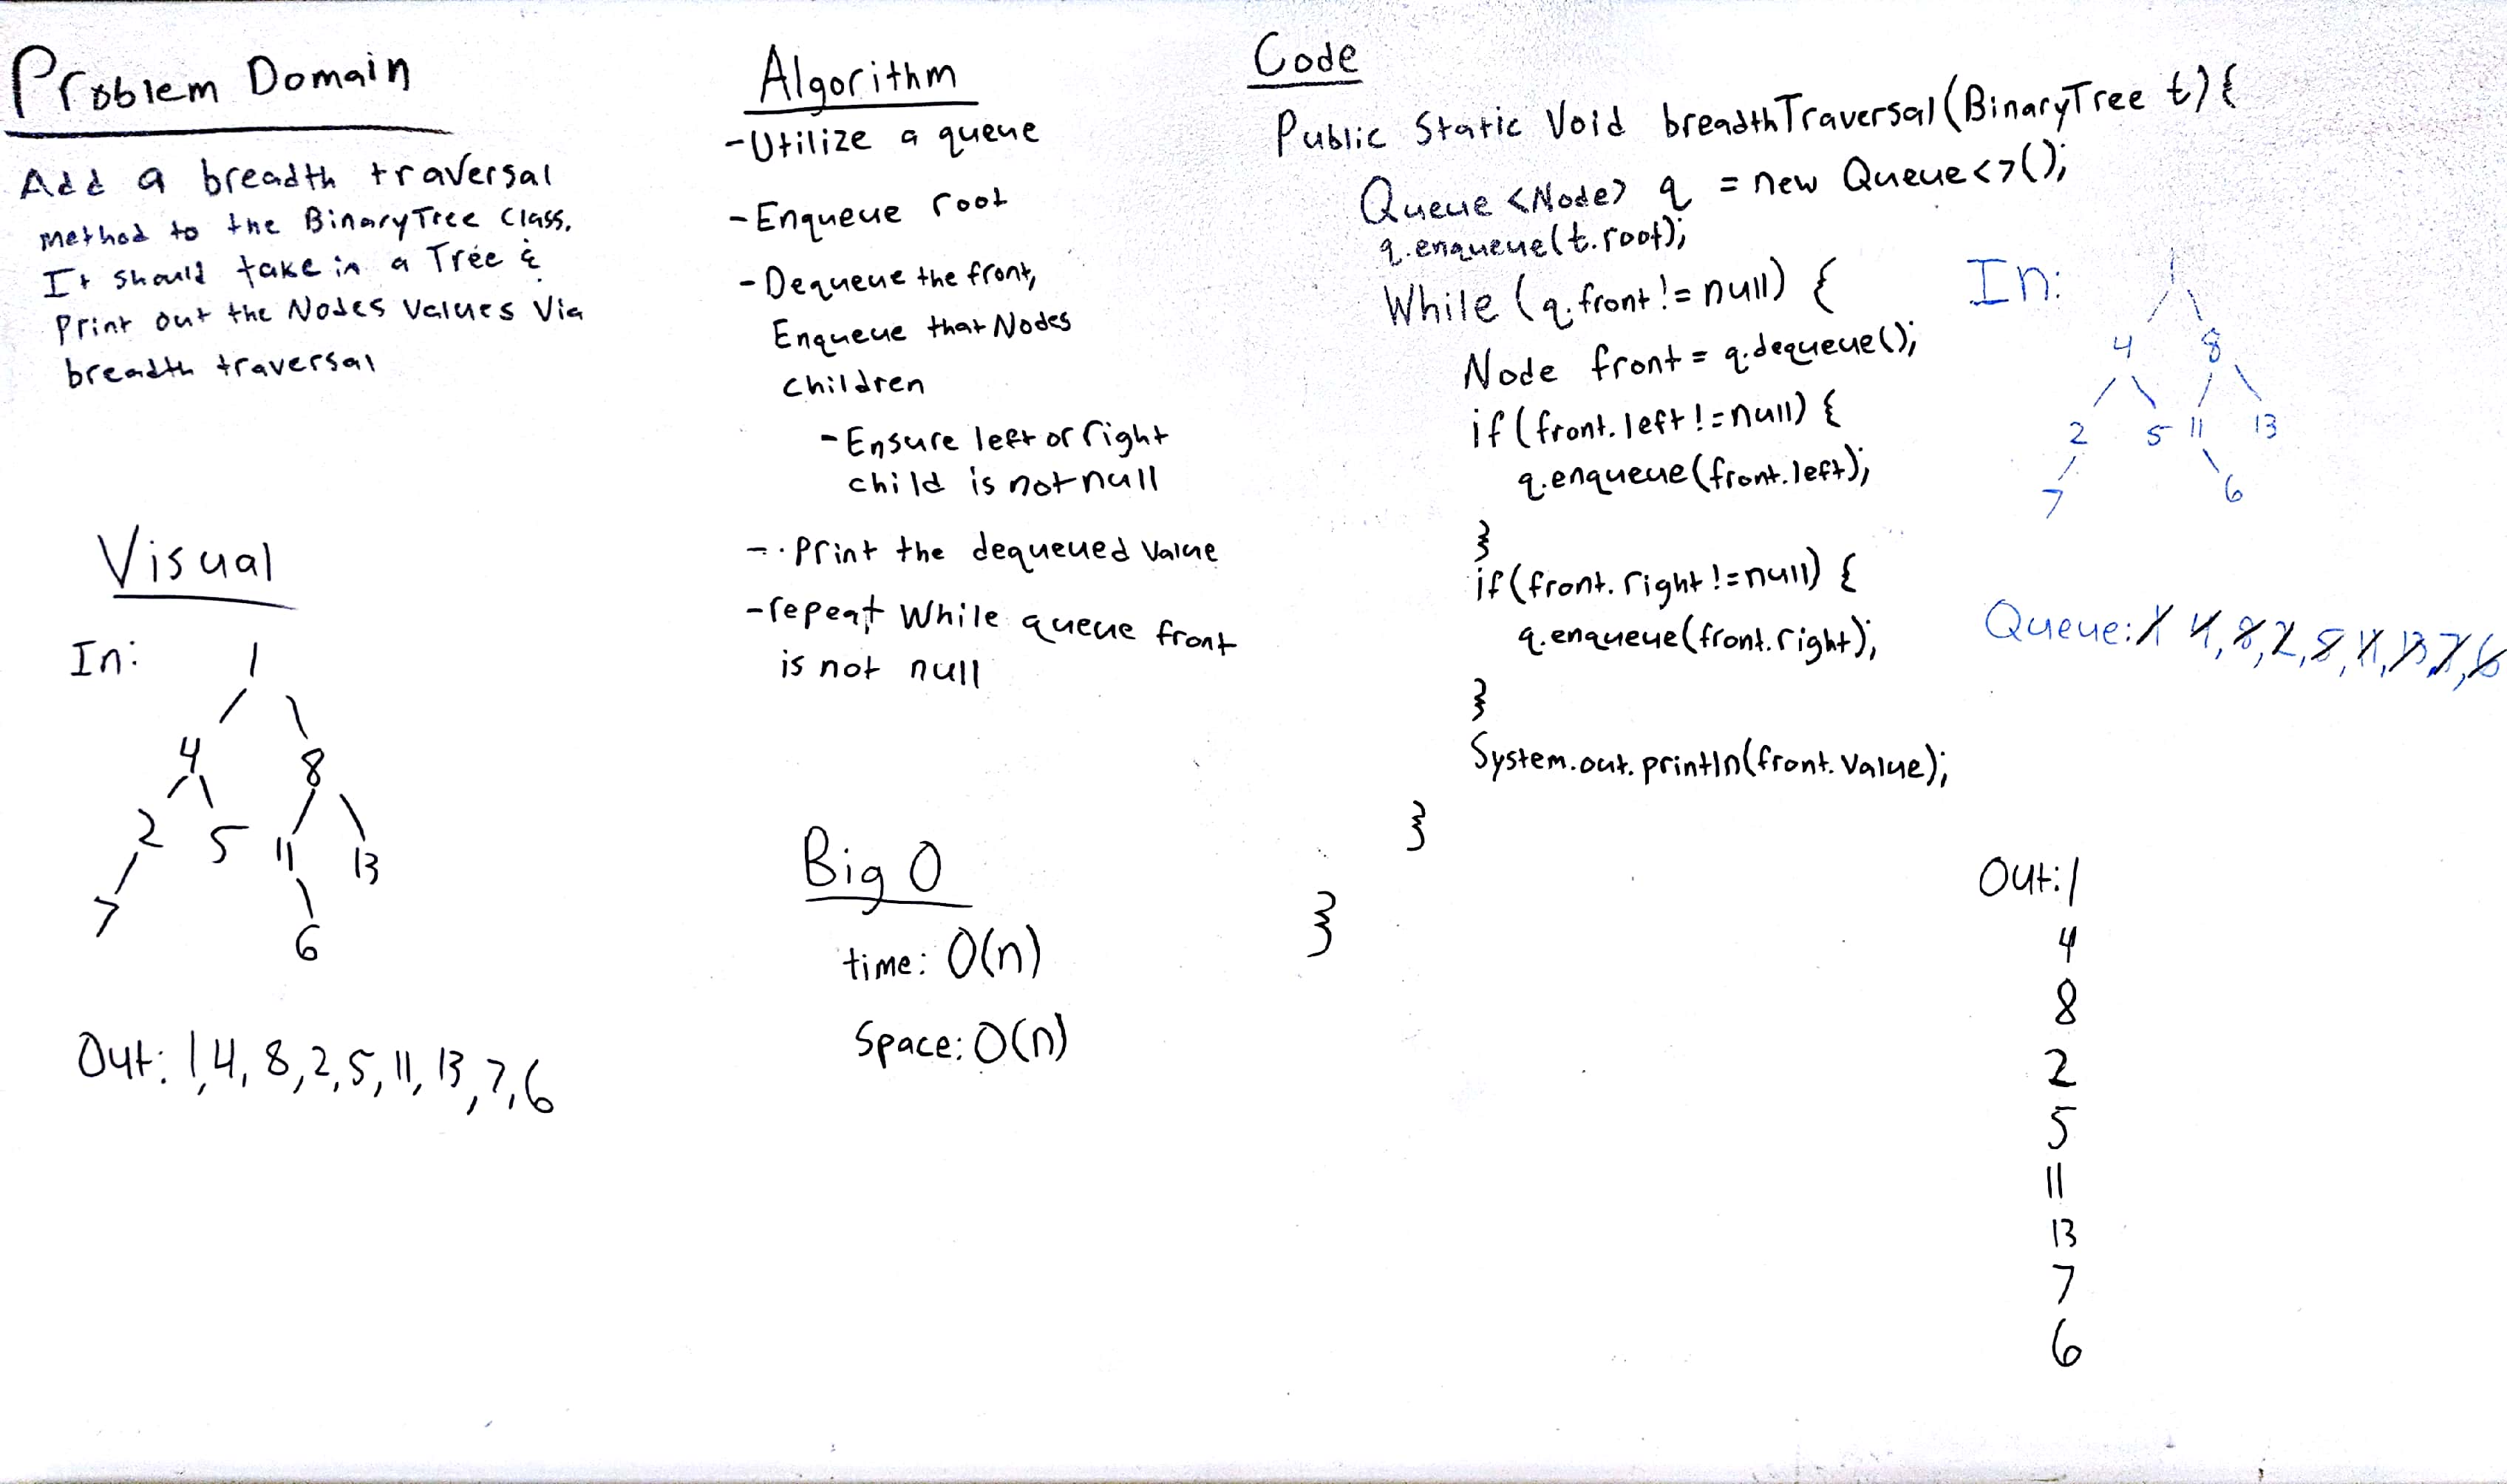 Problem Domain
Add a breadth traversal
method to the BinaryTree class.
It should take in a Tree &
Print out the Nodes Values Via
breadth traversal
Visual
In:
1
4 8
2 5 11 13
7 6
Out: 1,4, 8,2,5,11,13,7,6
Algorithm
-Utilize a queue
-Enqueue root
-Dequeue the front,
Enqueue that Nodes
children
-Ensure left or right
child is not null
-Print the dequeued Value
-repeat While queue front
is not null
Big O
time: O(n)
Space: O(n)
Code
Public Static Void breadthTraversal(BinaryTree t){
Queue <Node> q = new Queue<>();
q.enqueue(t.root);
While (q.front != null) {
Node front = q.dequeue();
if(front.left != null) {
q.enqueue(front.left);
}
if(front.right != null) {
q.enqueue(front.right);
}
System.out.println(front.Value);
}
}
In:
1
4 8
2 5 11 13
7 6
Queue: 1 4, 8, 2, 5, 11, 13, 7, 6
Out: 1
4
8
2
5
11
13
7
6